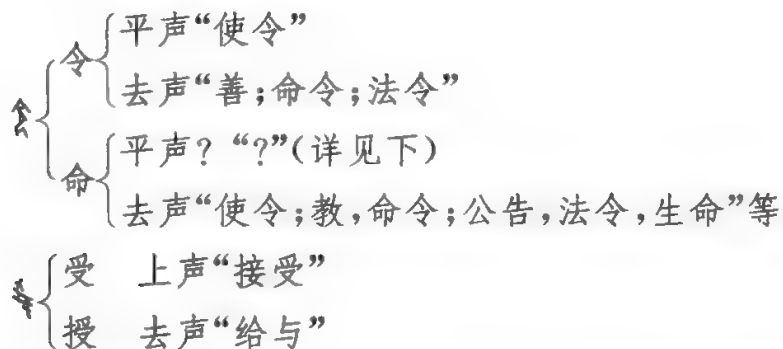 令 平声“使令”
去声“善;命令;法令”
命 平声? “?”(详见下)
去声“使令;教,命令;公告,法令,生命”等
受 上声“接受”
授 去声“给与”